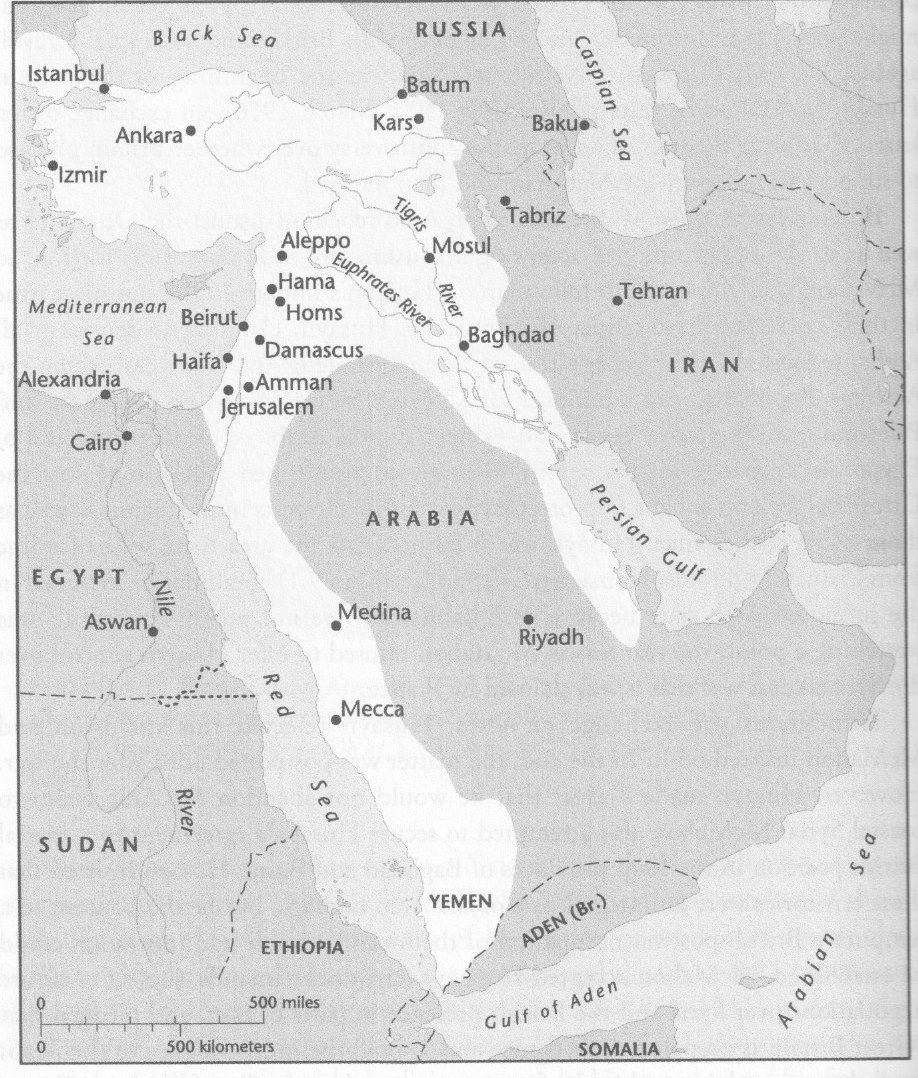 Black Sea
RUSSIA
Caspian Sea
Istanbul
Batum
Ankara
Kars
Baku
Izmir
Tigris River
Tabriz
Aleppo
Mosul
Euphrates River
Hama
Tehran
Mediterranean
Sea
Homs
Beirut
Baghdad
Damascus
Haifa
IRAN
Alexandria
Amman
Jerusalem
Cairo
ARABIA
Persian Gulf
EGYPT
Nile River
Medina
Aswan
Riyadh
Red Sea
Mecca
SUDAN
YEMEN
ADEN (Br.)
Arabian Sea
ETHIOPIA
0 500 miles
Gulf of Aden
0 500 kilometers
SOMALIA